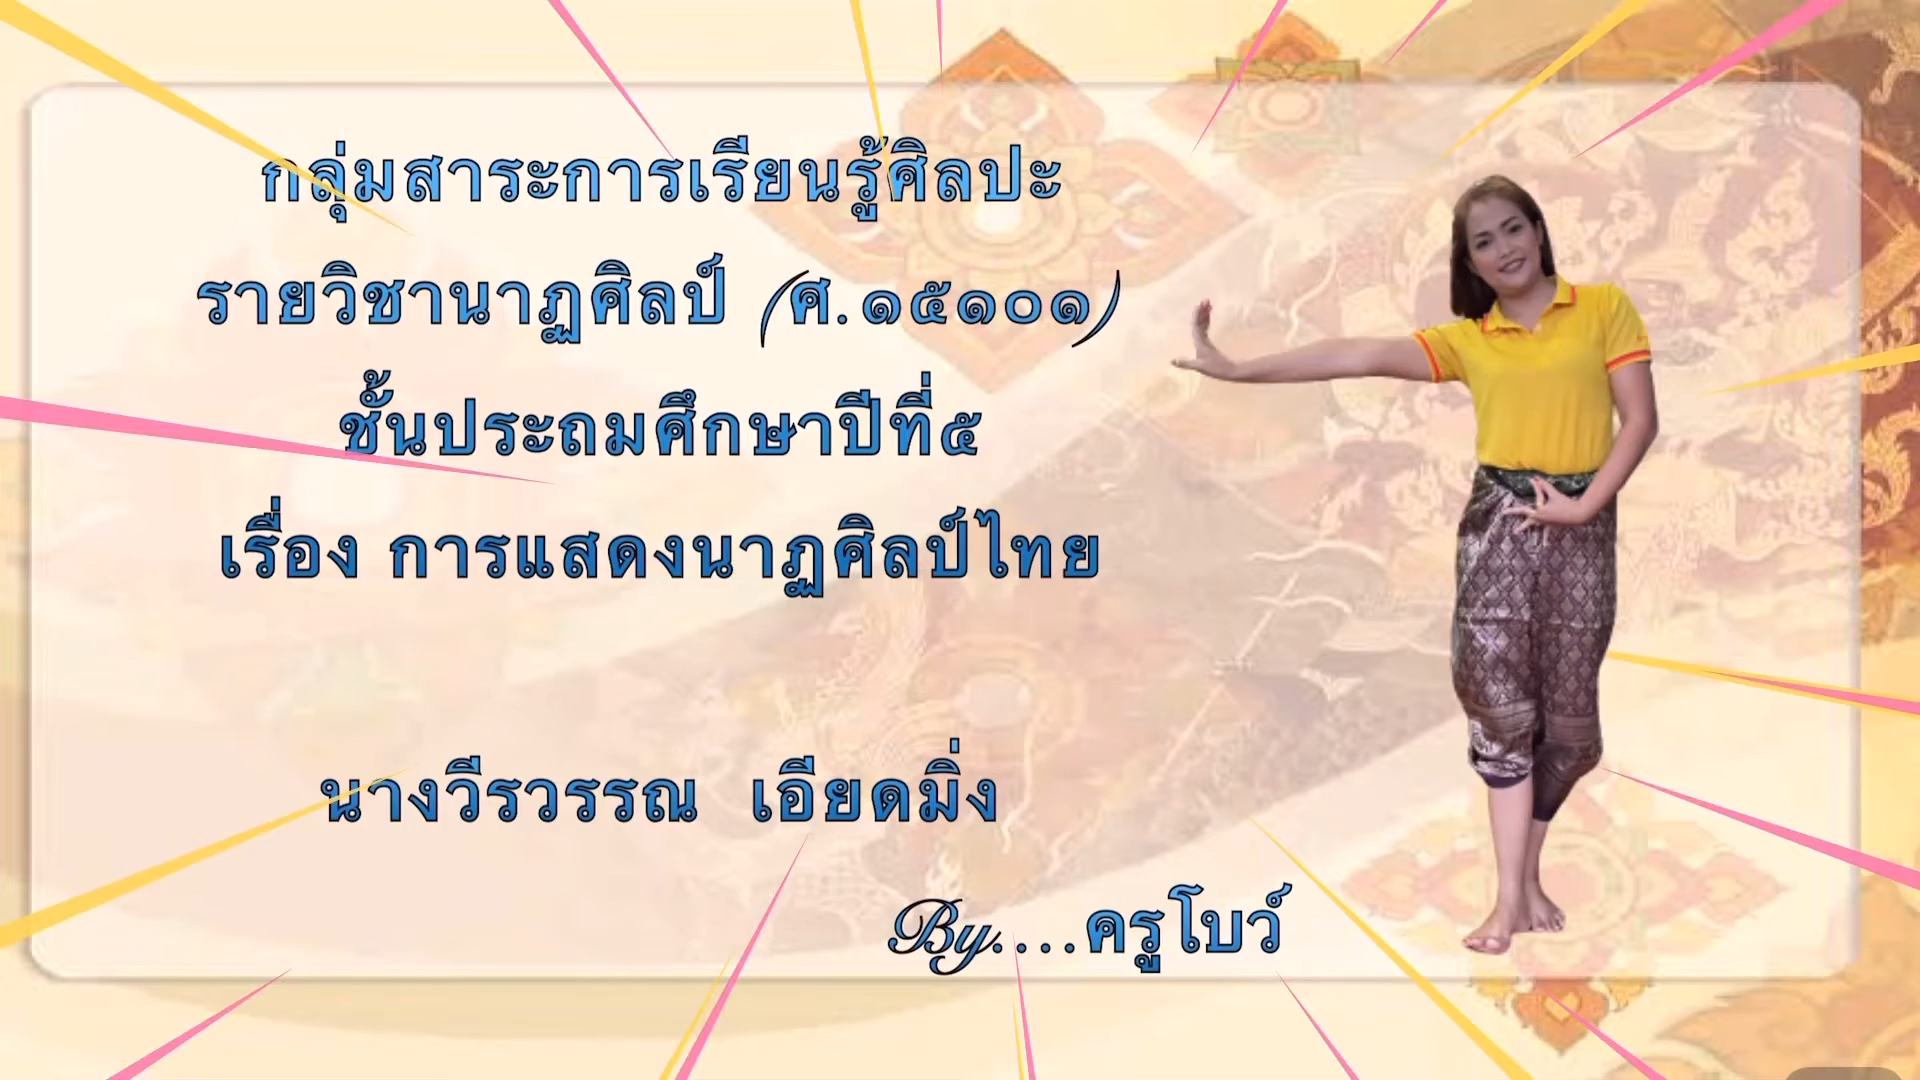 กลุ่มสาระการเรียนรู้ศิลปะ
รายวิชานาฏศิลป์ (ศ.๑๕๑๐๑)
ชั้นประถมศึกษาปีที่๕
เรื่อง การแสดงนาฏศิลป์ไทย
นางวีรวรรณ เอียดมิ่ง
By....ครูโบว์